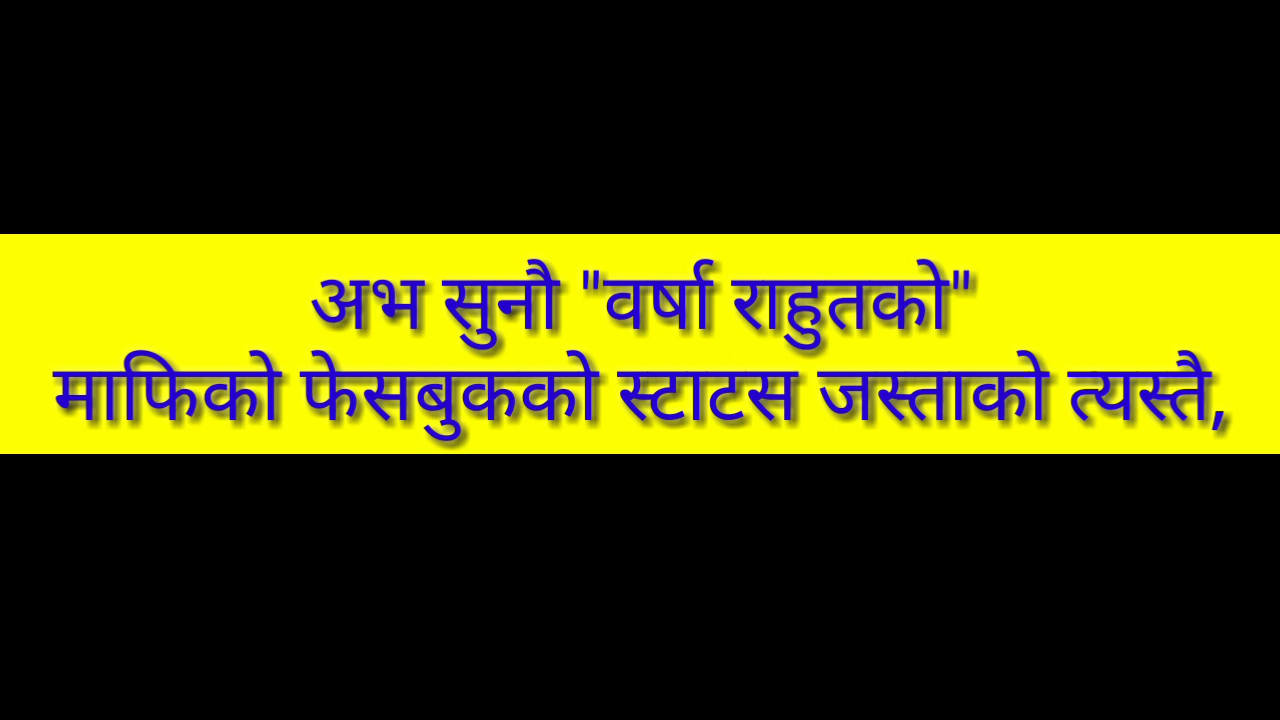 अभ सुनौ "वर्षा राहुतको"
माफिको फेसबुकको स्टाटस जस्ताको त्यस्तै,